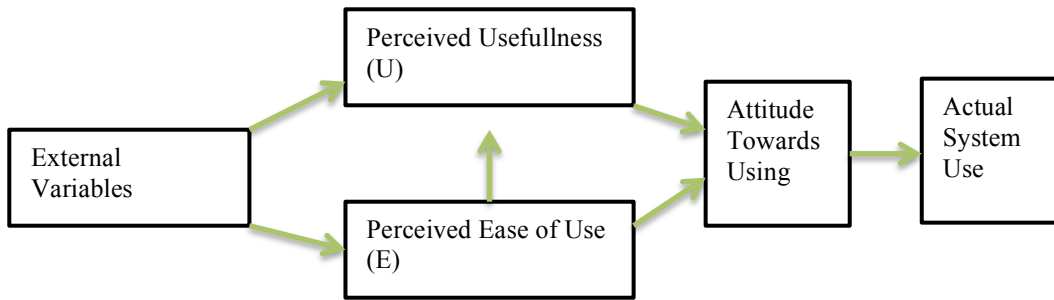 External
Variables
Perceived Usefullness
(U)
Perceived Ease of Use
(E)
Attitude
Towards
Using
Actual
System
Use